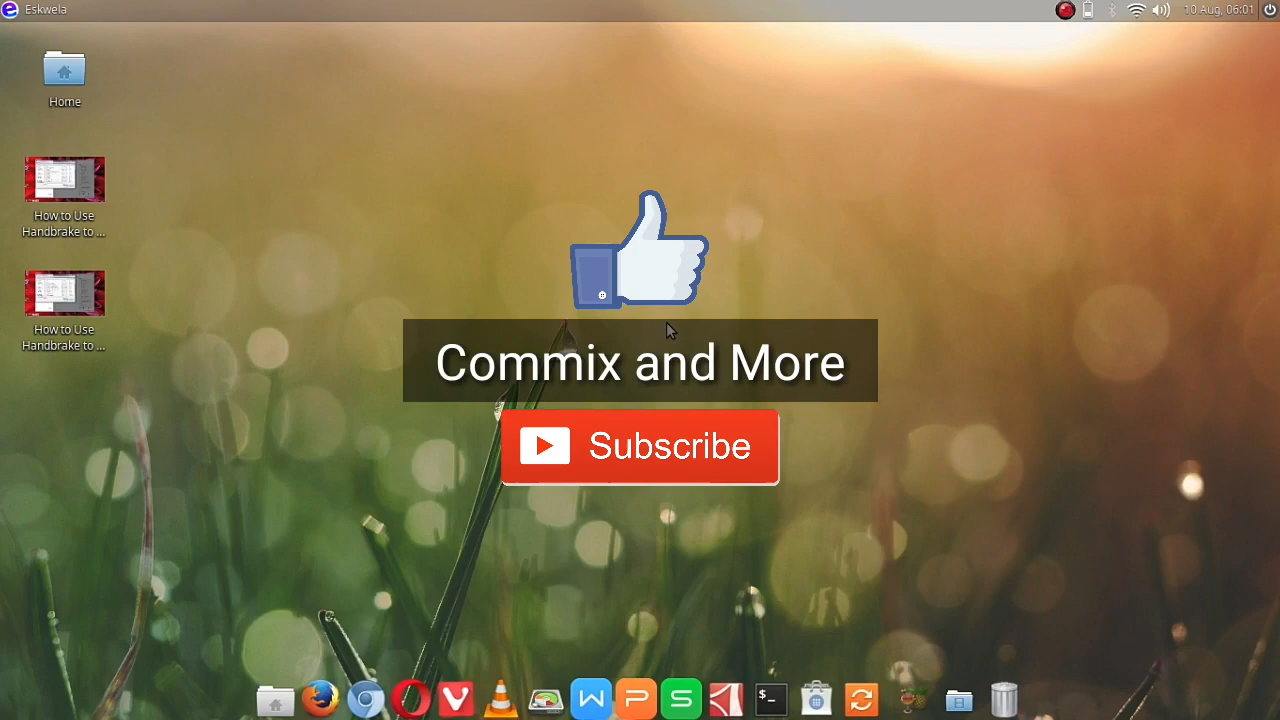 Eskwela
10 Aug, 06:01
Home
How to Use
Handbrake to ...
How to Use
Handbrake to ...
Commix and More
Subscribe
W
P
S
$_